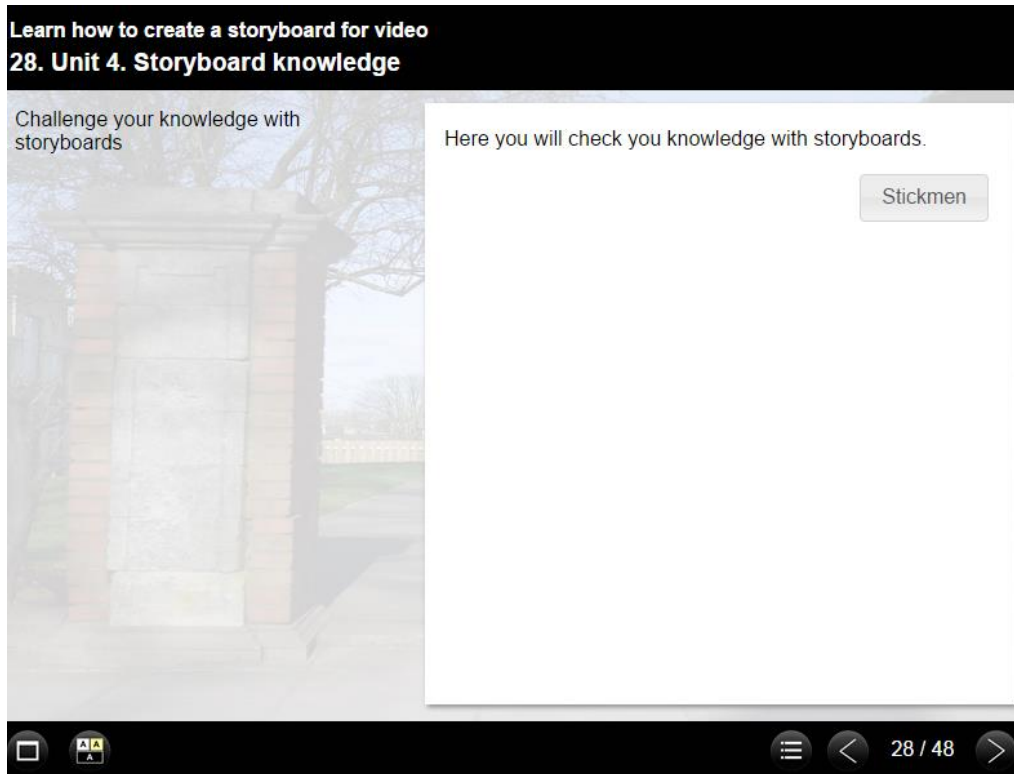 Learn how to create a storyboard for video
28. Unit 4. Storyboard knowledge
Challenge your knowledge with
storyboards
Here you will check you knowledge with storyboards.
Stickmen
A A
A
28 / 48